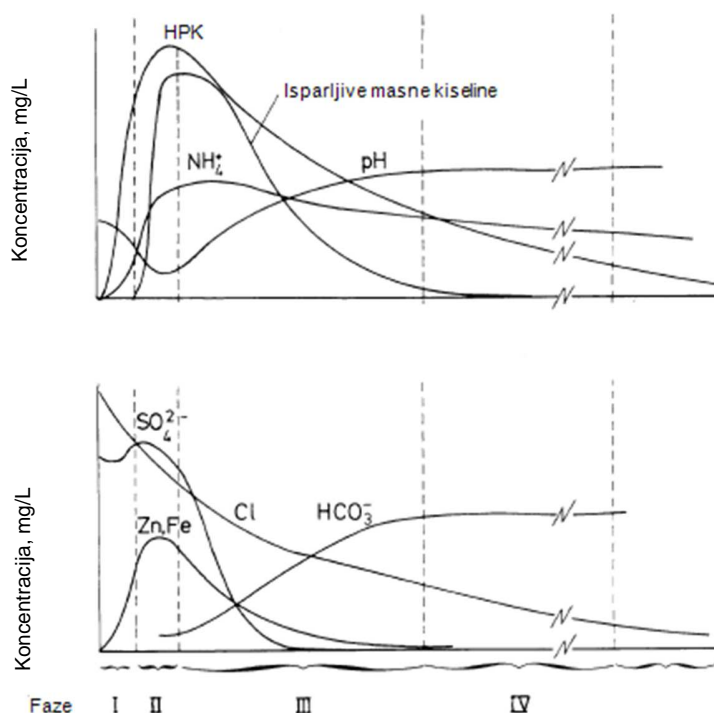 HPK
Isparljive masne kiseline
NH₄⁺
pH
Koncentracija, mg/L
SO₄²⁻
Cl
HCO₃⁻
Zn,Fe
Koncentracija, mg/L
Faze I II III IV